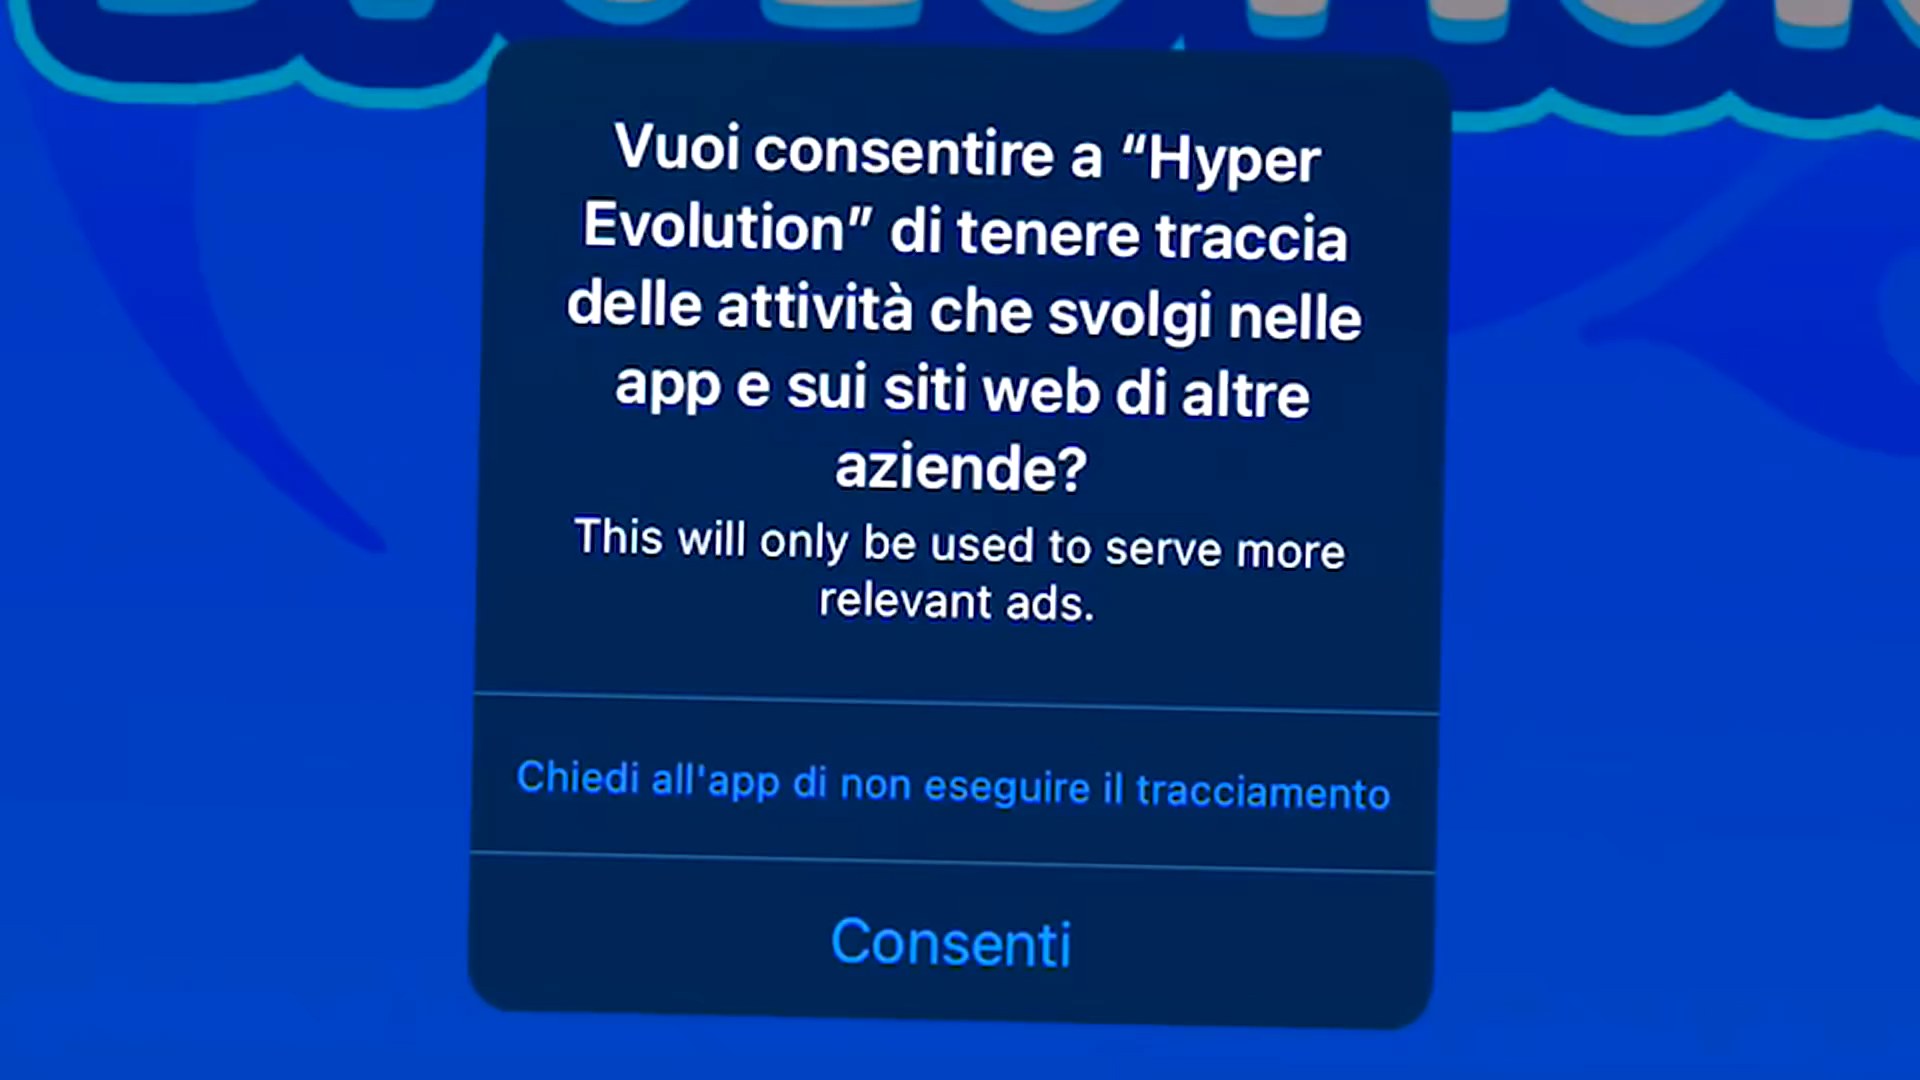 Vuoi consentire a “Hyper
Evolution” di tenere traccia
delle attività che svolgi nelle
app e sui siti web di altre
aziende?
This will only be used to serve more
relevant ads.
Chiedi all'app di non eseguire il tracciamento
Consenti